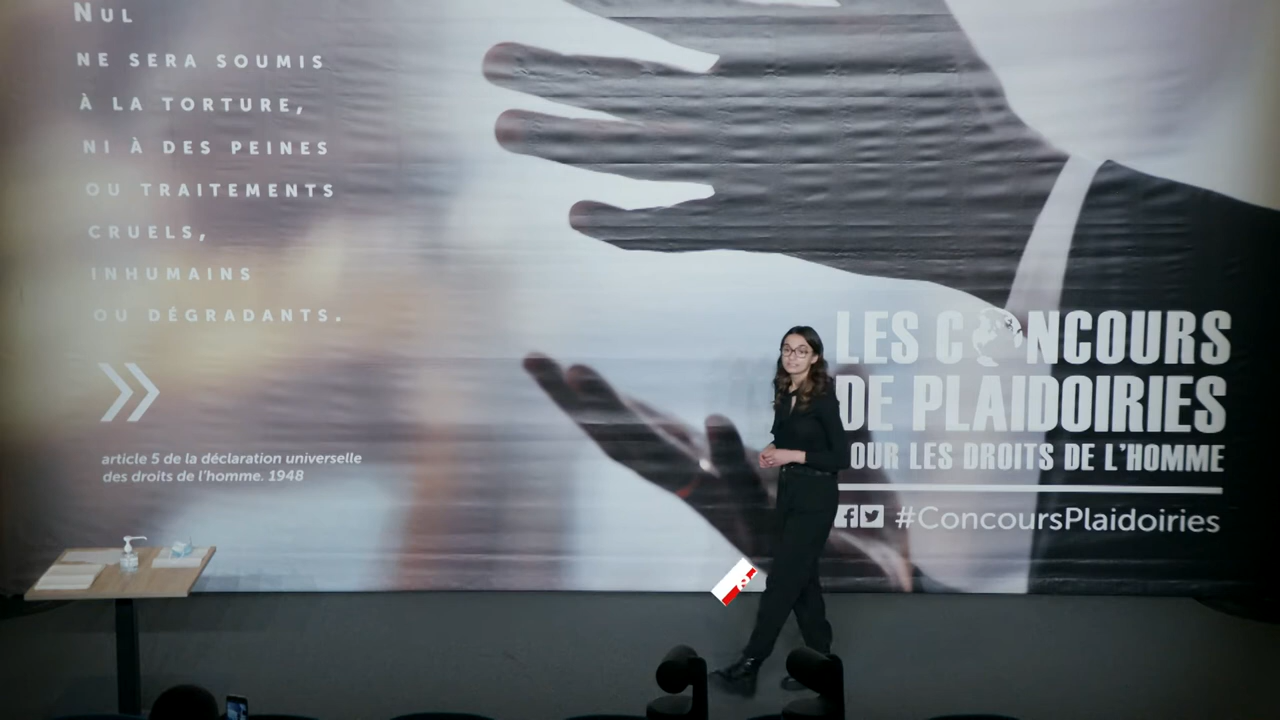 NUL
NE SERA SOUMIS
À LA TORTURE,
NI À DES PEINES
OU TRAITEMENTS
CRUELS,
INHUMAINS
OU DÉGRADANTS.
article 5 de la déclaration universelle
des droits de l'homme. 1948
LES CONCOURS
DE PLAIDOIRIES
OUR LES DROITS DE L'HOMME
#ConcoursPlaidoiries